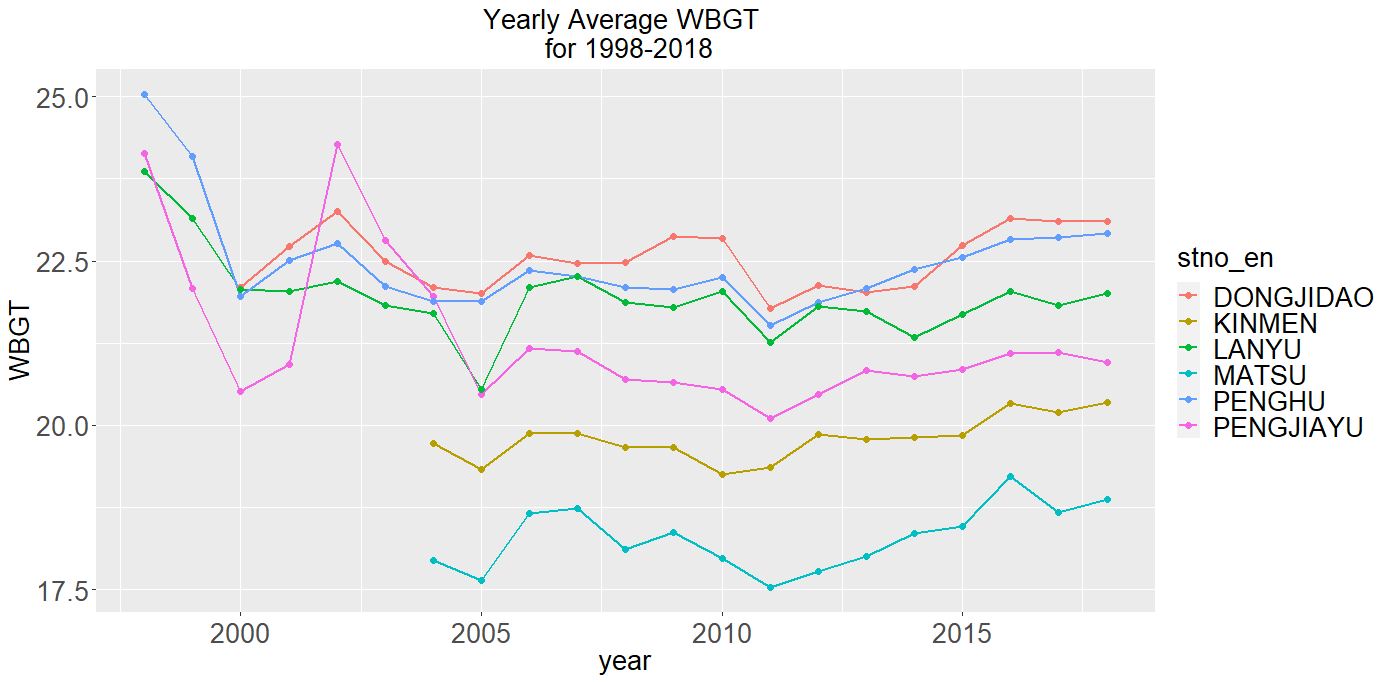 Yearly Average WBGT
for 1998-2018
25.0
22.5
20.0
17.5
WBGT
2000
2005
2010
2015
year
stno_en
DONGJIDAO
KINMEN
LANYU
MATSU
PENGHU
PENGJIAYU